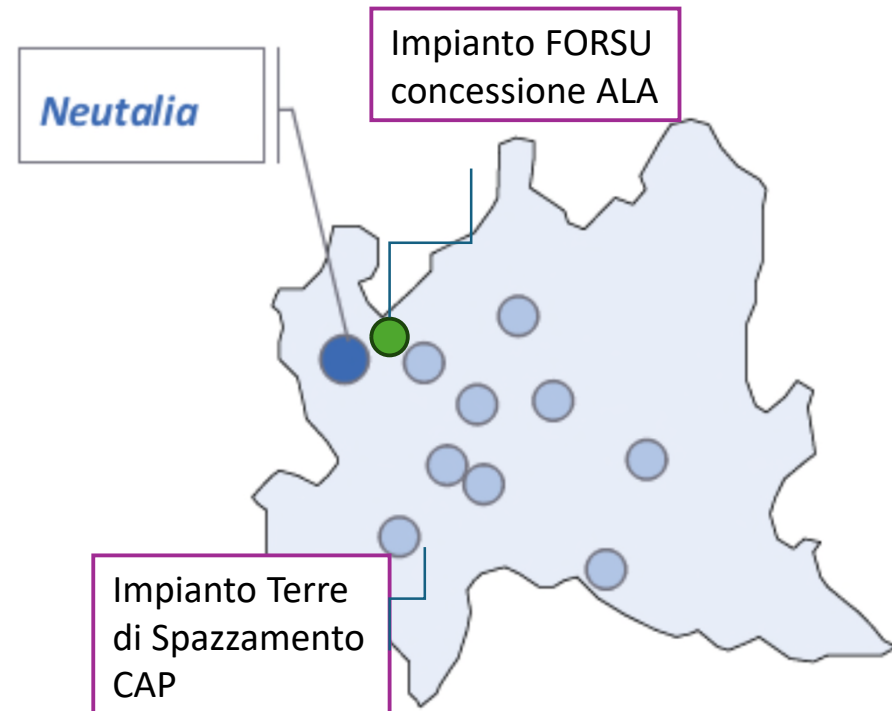 Impianto FORSU
concessione ALA
Neutalia
Impianto Terre
di Spazzamento
CAP